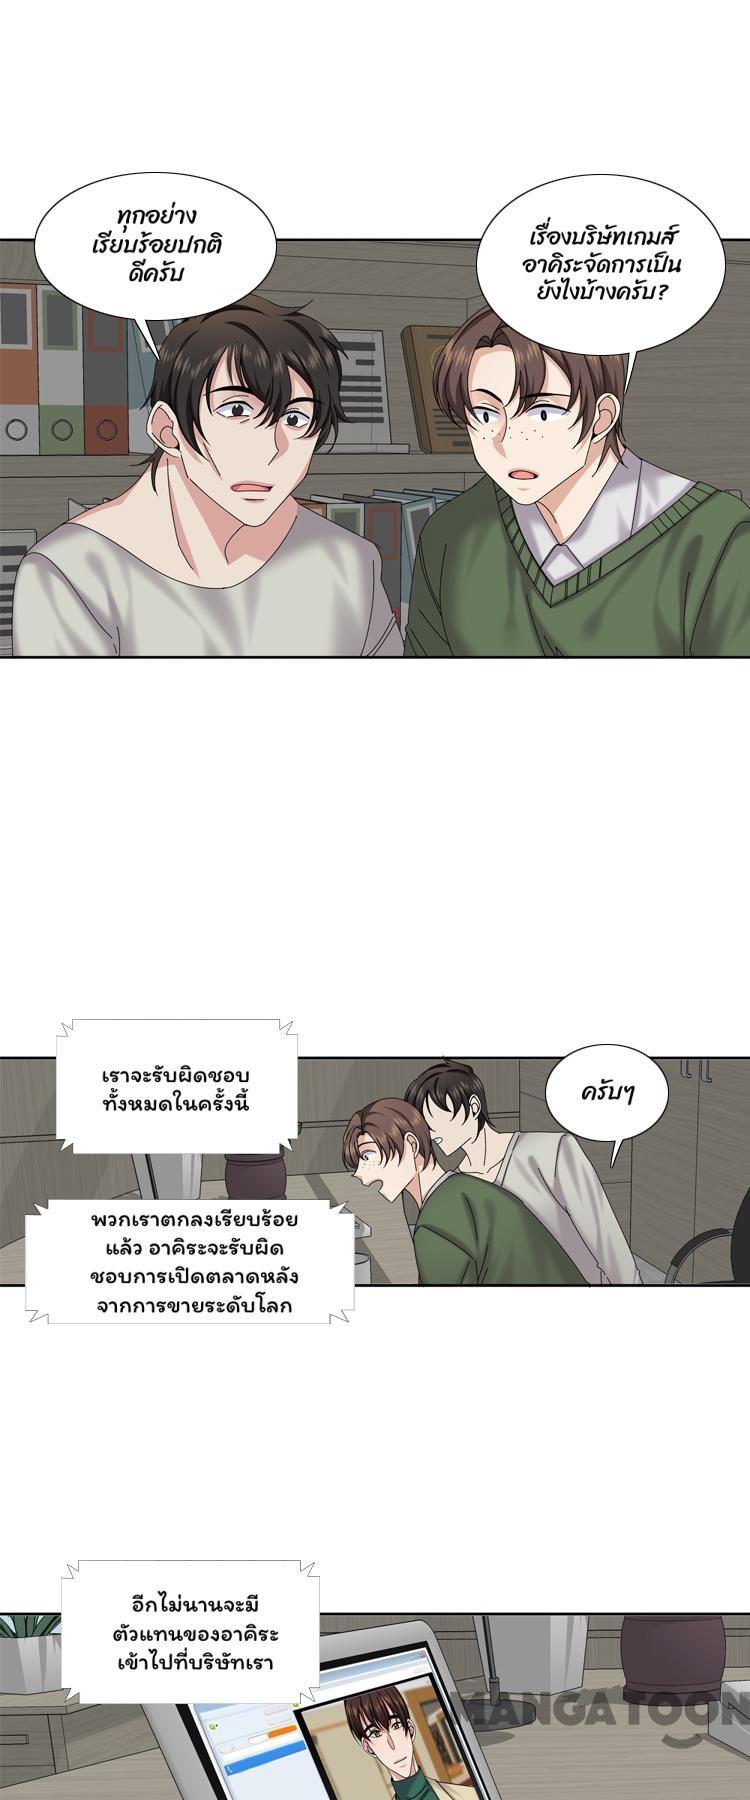 ทุกอย่าง
เรียบร้อยปกติ
ดีครับ
เรื่องบริษัทเกมส์
อาคิระจัดการเป็น
ยังไงบ้างครับ?
เราจะรับผิดชอบ
ทั้งหมดในครั้งนี้
ครับๆ
พวกเราตกลงเรียบร้อย
แล้ว อาคิระจะรับผิด
ชอบการเปิดตลาดหลัง
จากการขายระดับโลก
อีกไม่นานจะมี
ตัวแทนของอาคิระ
เข้าไปที่บริษัทเรา
MANGATOON